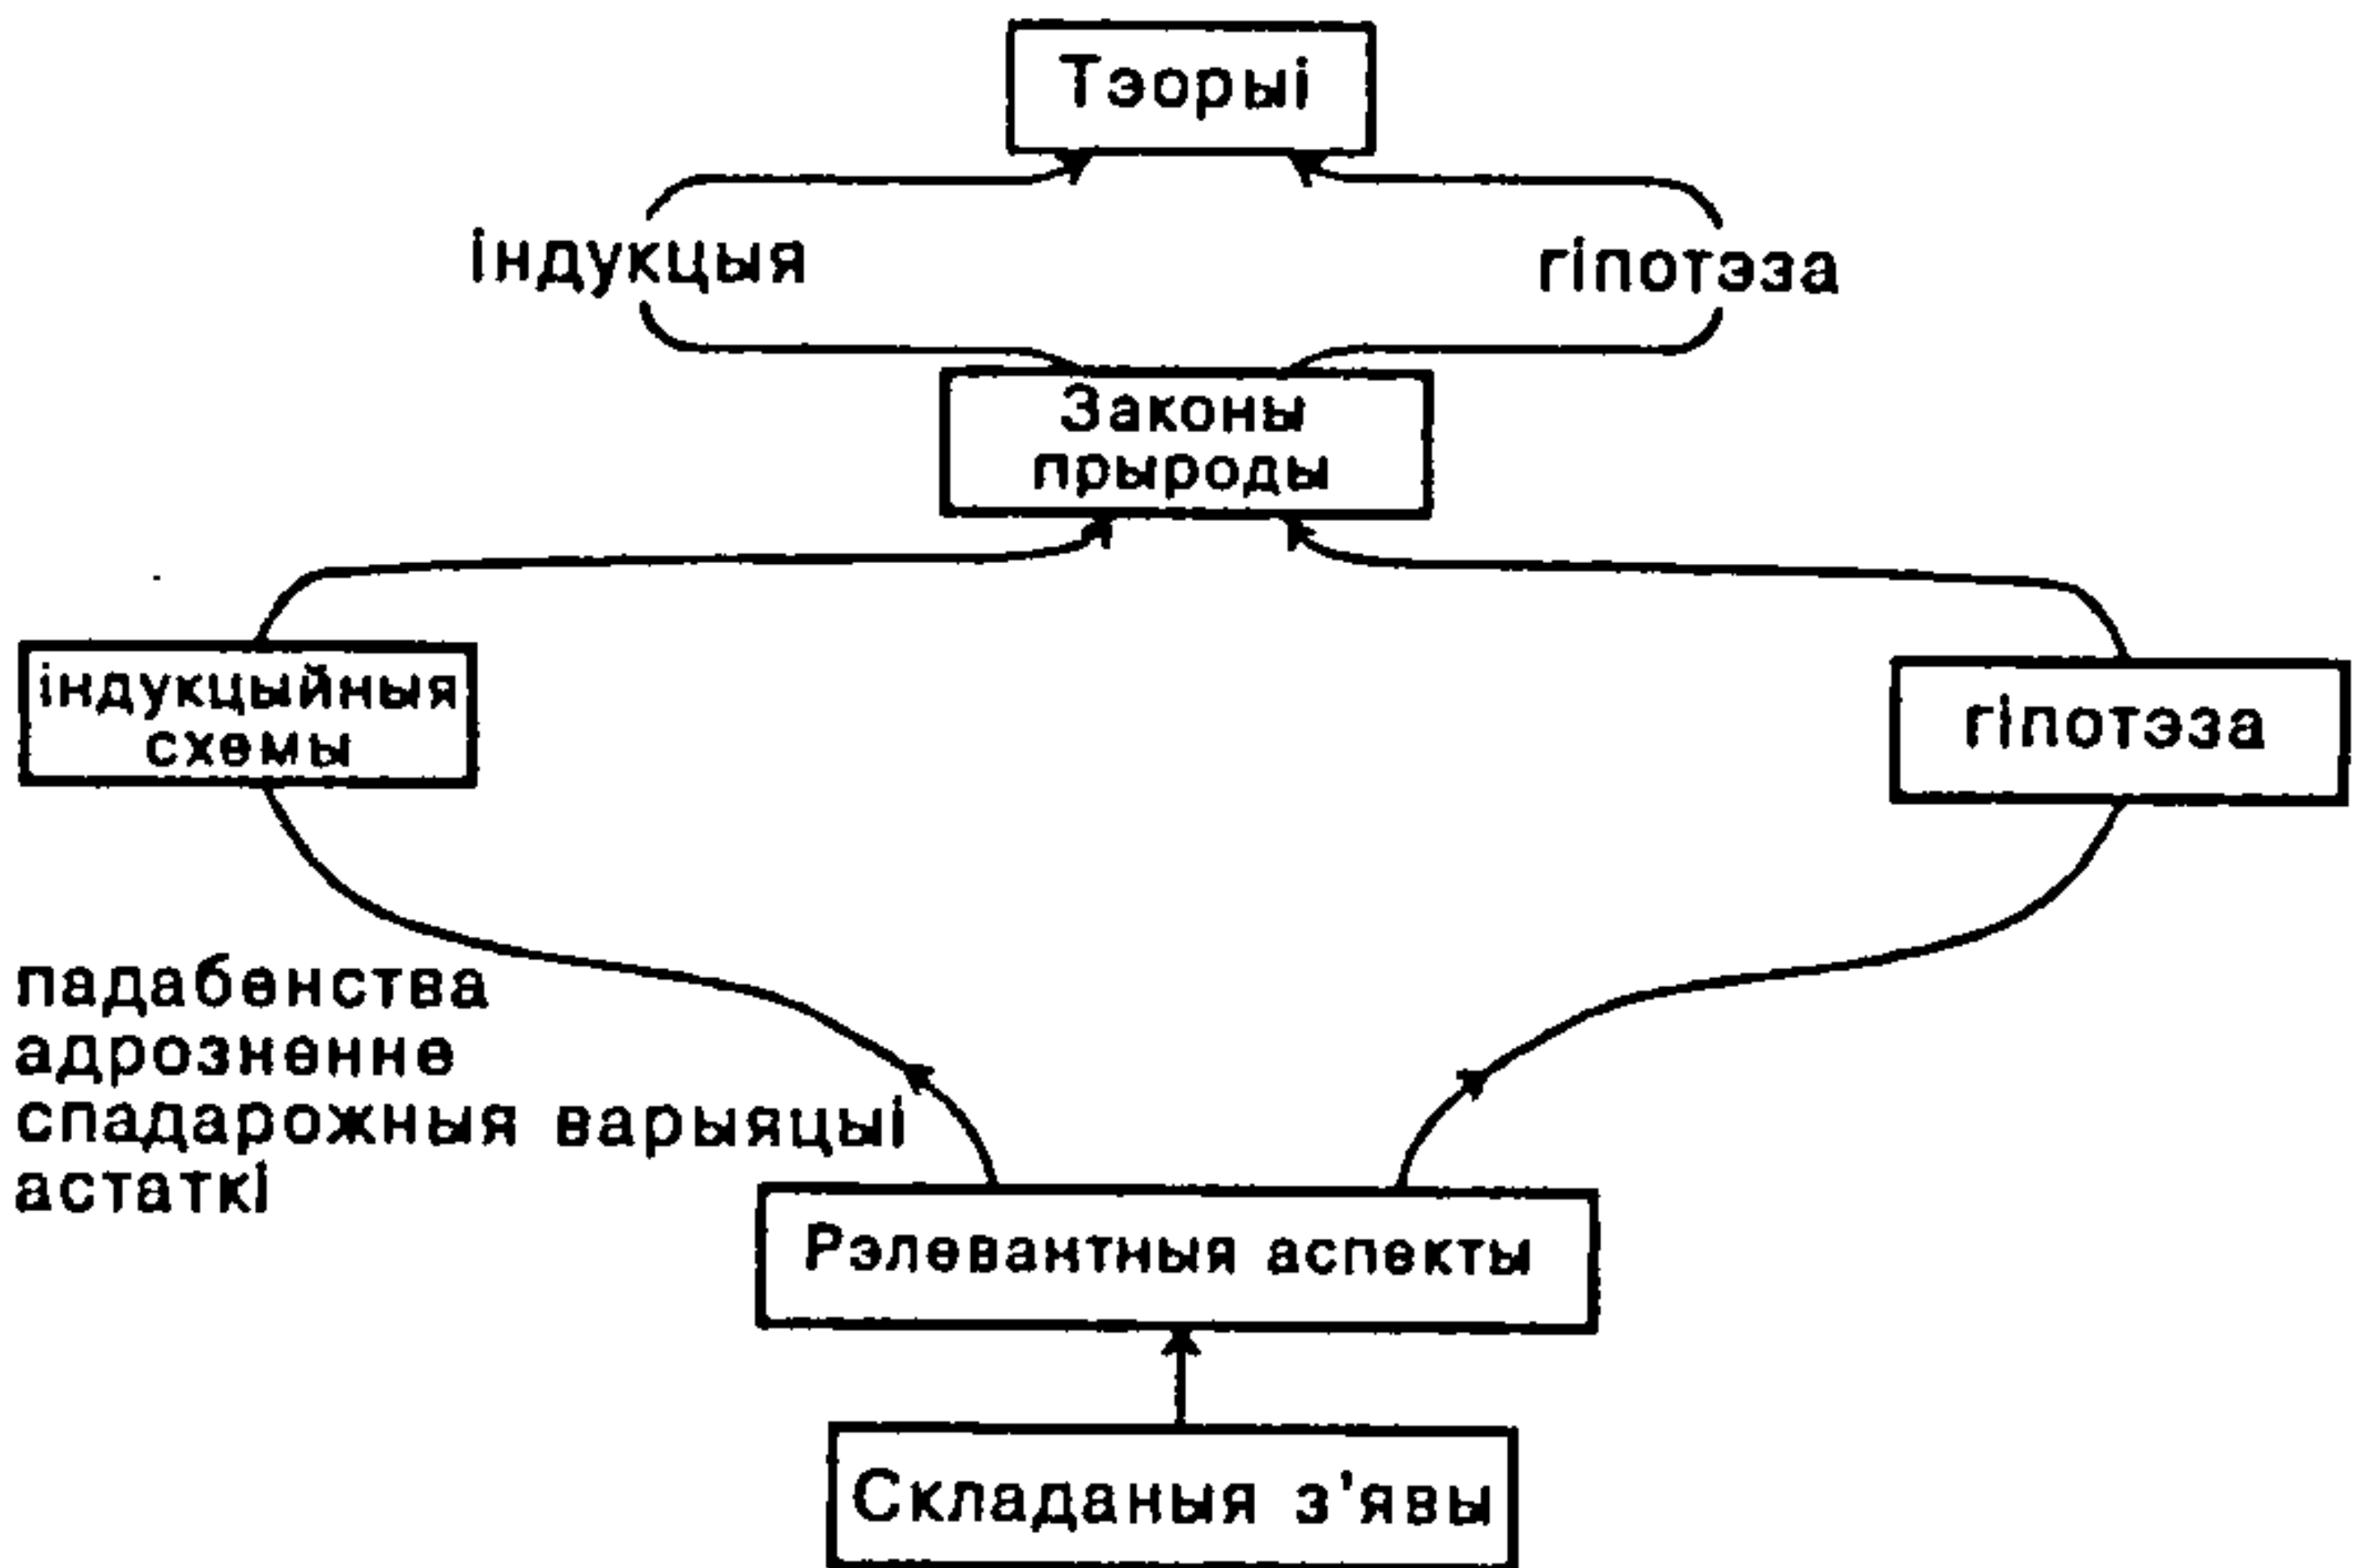 Тэорыі
індукцыя
гіпотэза
Законы
прыроды
індукцыйныя
схемы
гіпотэза
падабенства
адрозненне
спадарожныя варыяцыі
астаткі
Рэлевантныя аспекты
Складаныя з'явы